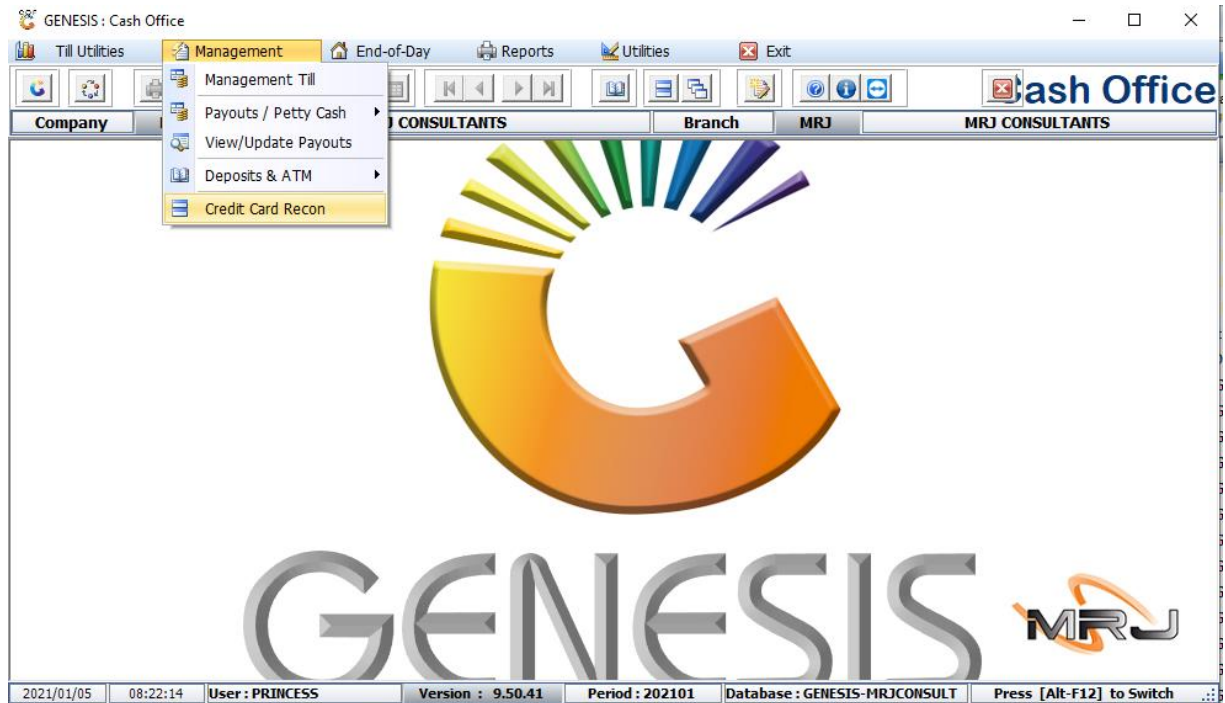 GENESIS : Cash Office
Till Utilities Management End-of-Day Reports Utilities Exit
Management Till
Payouts / Petty Cash
View/Update Payouts
Deposits & ATM
Credit Card Recon
ash Office
Company CONSULTANTS Branch MRJ MRJ CONSULTANTS
GENESIS
MRJ
2021/01/05 08:22:14 User : PRINCESS Version : 9.50.41 Period : 202101 Database : GENESIS-MRJCONSULT Press [Alt-F12] to Switch